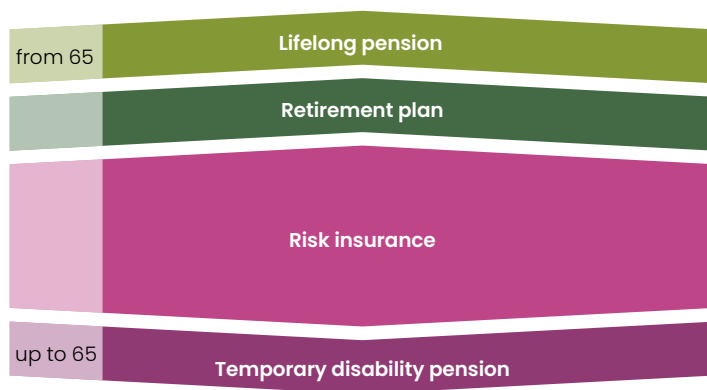 Lifelong pension
from 65
Retirement plan
Risk insurance
up to 65
Temporary disability pension